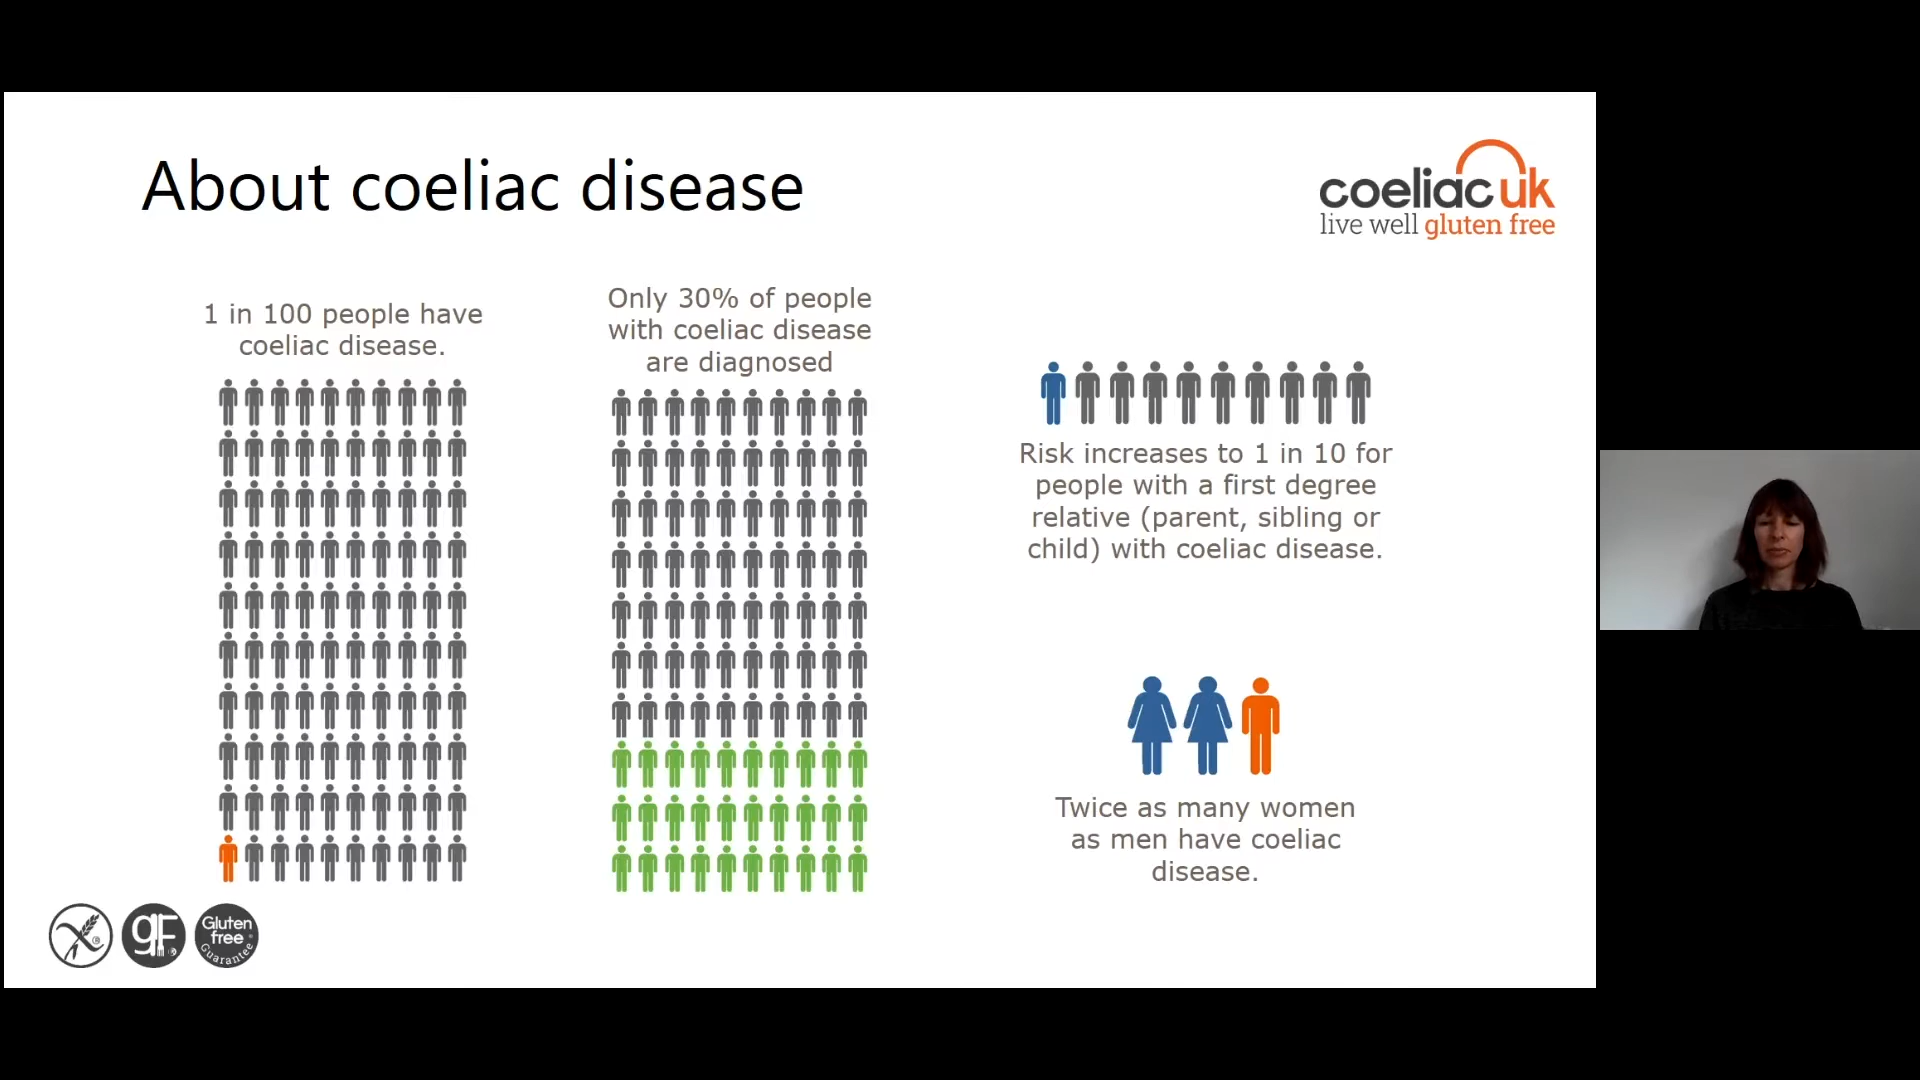 About coeliac disease
coeliac uk
live well gluten free
1 in 100 people have
coeliac disease.
Only 30% of people
with coeliac disease
are diagnosed
Risk increases to 1 in 10 for
people with a first degree
relative (parent, sibling or
child) with coeliac disease.
Twice as many women
as men have coeliac
disease.
gF
Gluten
free
Guarantee